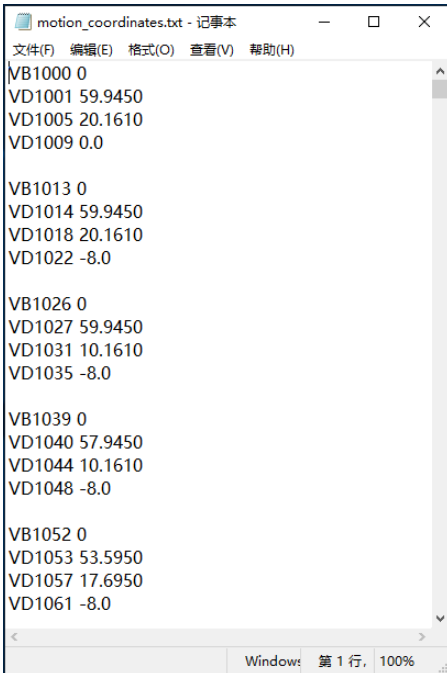 motion_coordinates.txt - 记事本
文件(F) 编辑(E) 格式(O) 查看(V) 帮助(H)
VB1000 0
VD1001 59.9450
VD1005 20.1610
VD1009 0.0
VB1013 0
VD1014 59.9450
VD1018 20.1610
VD1022 -8.0
VB1026 0
VD1027 59.9450
VD1031 10.1610
VD1035 -8.0
VB1039 0
VD1040 57.9450
VD1044 10.1610
VD1048 -8.0
VB1052 0
VD1053 53.5950
VD1057 17.6950
VD1061 -8.0
Windows 第 1 行, 100%